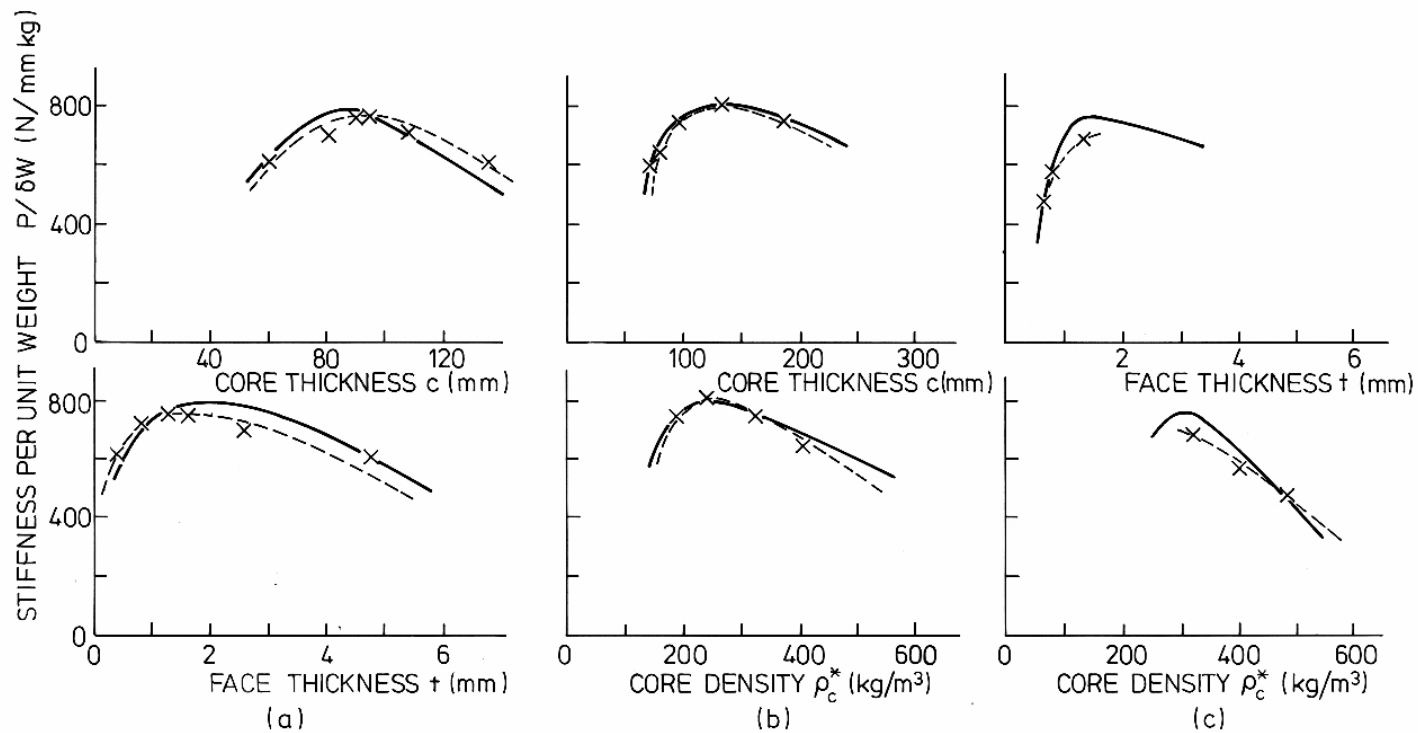 STIFFNESS PER UNIT WEIGHT P/δW (N/mm kg)
800
400
0
40 80 120
CORE THICKNESS c (mm)
100 200 300
CORE THICKNESS c(mm)
2 4 6
FACE THICKNESS t (mm)
800
400
0
0 2 4 6
FACE THICKNESS t (mm)
(a)
0 200 400 600
CORE DENSITY ρc* (kg/m³)
(b)
0 200 400 600
CORE DENSITY ρc* (kg/m³)
(c)